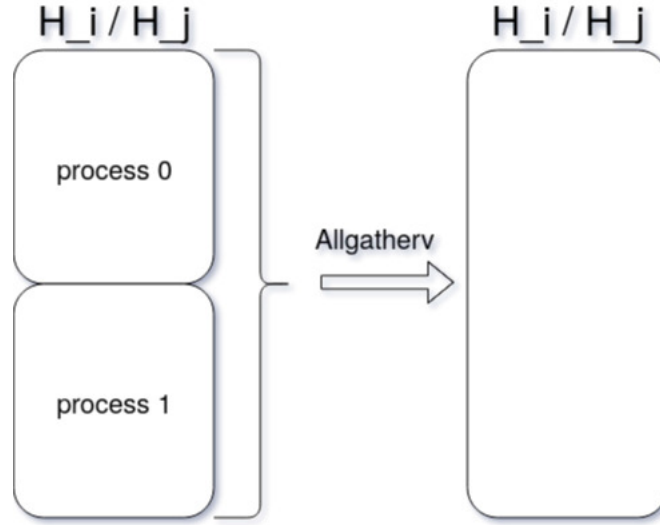 H_i / H_j
process 0
process 1
Allgatherv
H_i / H_j